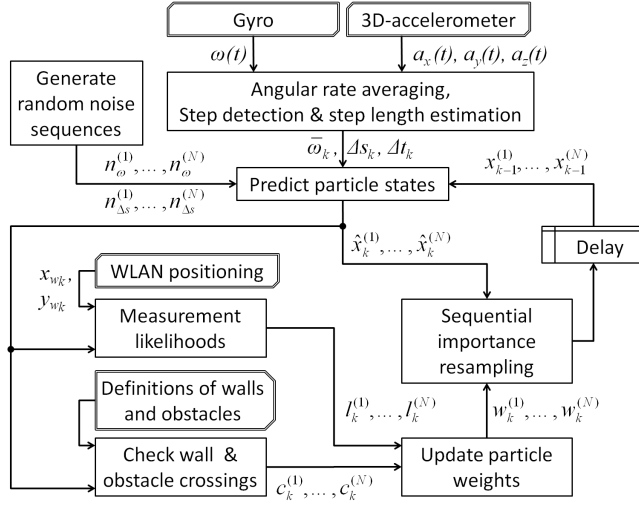 Gyro
3D-accelerometer
ω(t)
a_x(t), a_y(t), a_z(t)
Generate
random noise
sequences
Angular rate averaging,
Step detection & step length estimation
ω̅_k, Δs_k, Δt_k
n_ω^(1),…, n_ω^(N)
n_Δs^(1),…, n_Δs^(N)
Predict particle states
x_{k−1}^(1),…, x_{k−1}^(N)
x̂_k^(1),…, x̂_k^(N)
Delay
x_{w_k},
y_{w_k}
WLAN positioning
Measurement
likelihoods
Sequential
importance
resampling
Definitions of walls
and obstacles
l_k^(1),…, l_k^(N)
w_k^(1),…, w_k^(N)
Check wall &
obstacle crossings
c_k^(1),…, c_k^(N)
Update particle
weights